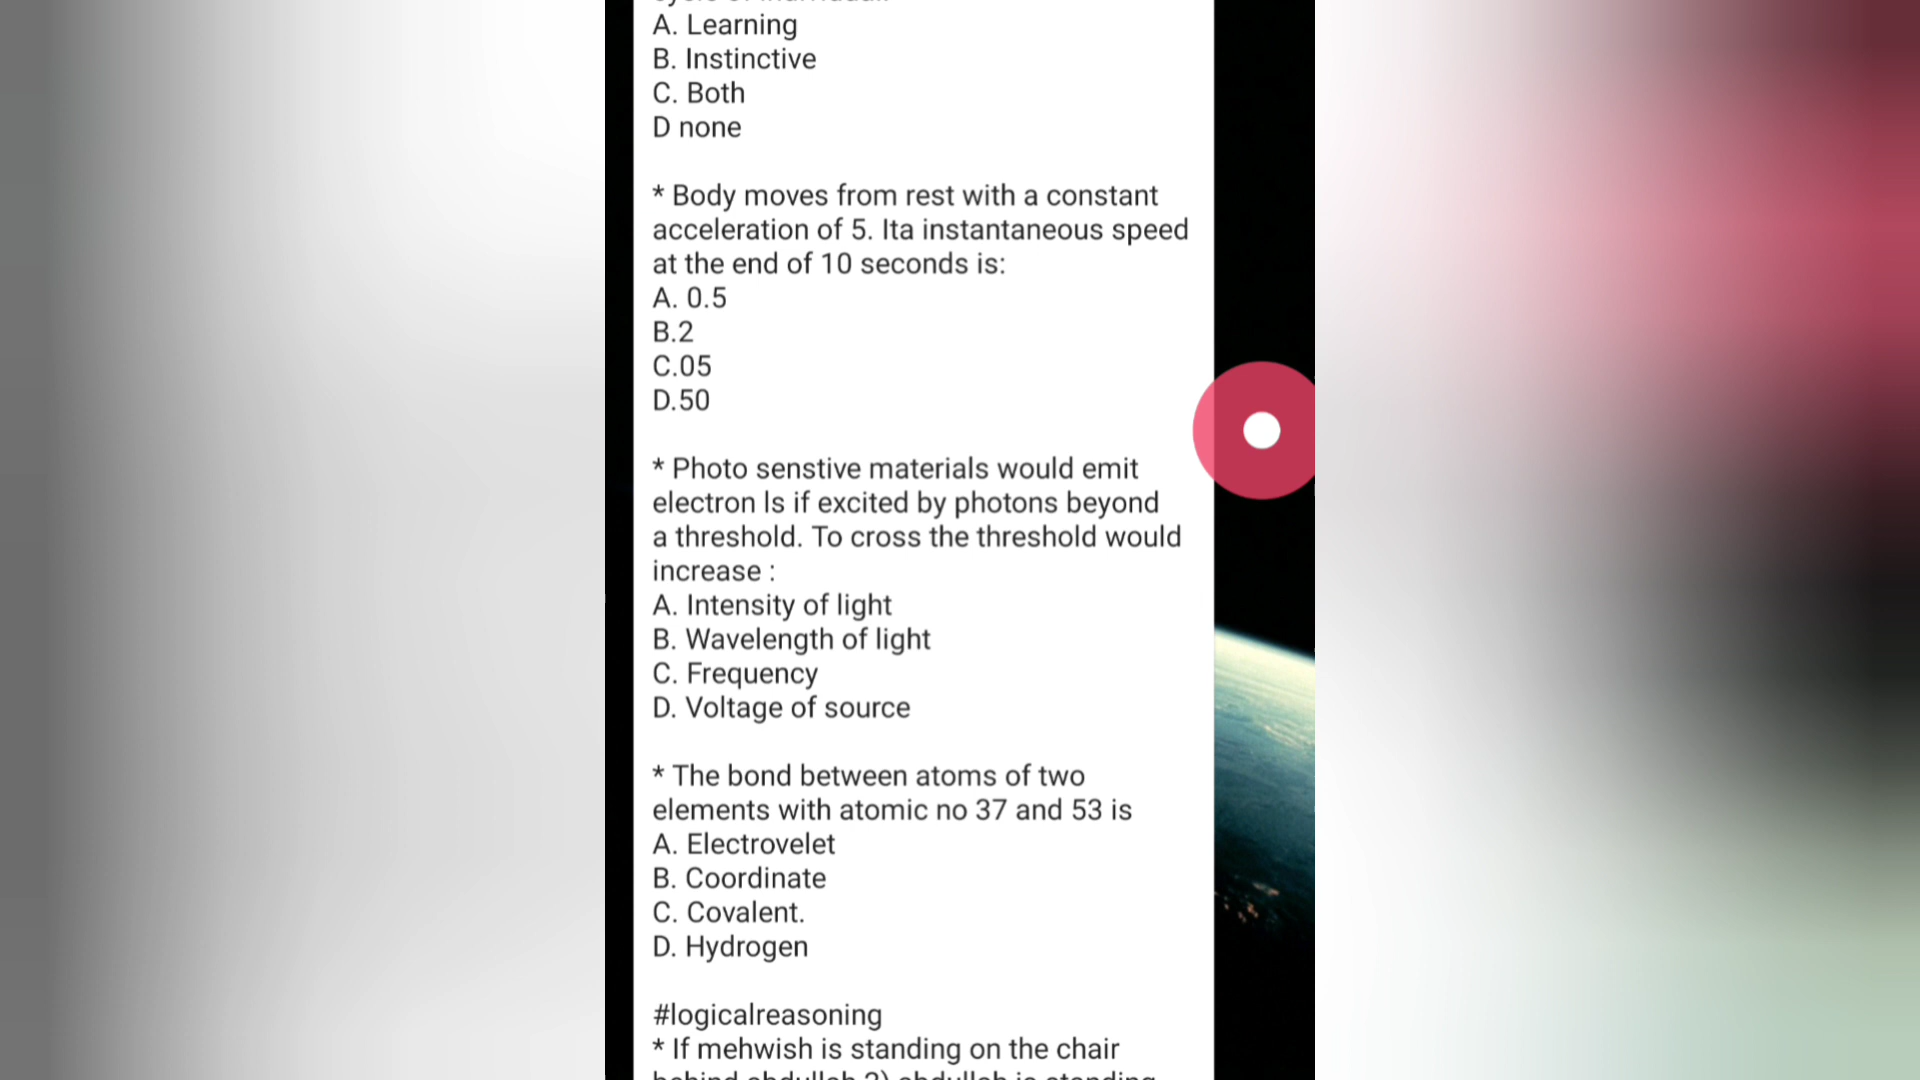 A. Learning
B. Instinctive
C. Both
D none
* Body moves from rest with a constant
acceleration of 5. Ita instantaneous speed
at the end of 10 seconds is:
A. 0.5
B.2
C.05
D.50
* Photo senstive materials would emit
electron ls if excited by photons beyond
a threshold. To cross the threshold would
increase :
A. Intensity of light
B. Wavelength of light
C. Frequency
D. Voltage of source
* The bond between atoms of two
elements with atomic no 37 and 53 is
A. Electrovelet
B. Coordinate
C. Covalent.
D. Hydrogen
#logicalreasoning
* If mehwish is standing on the chair